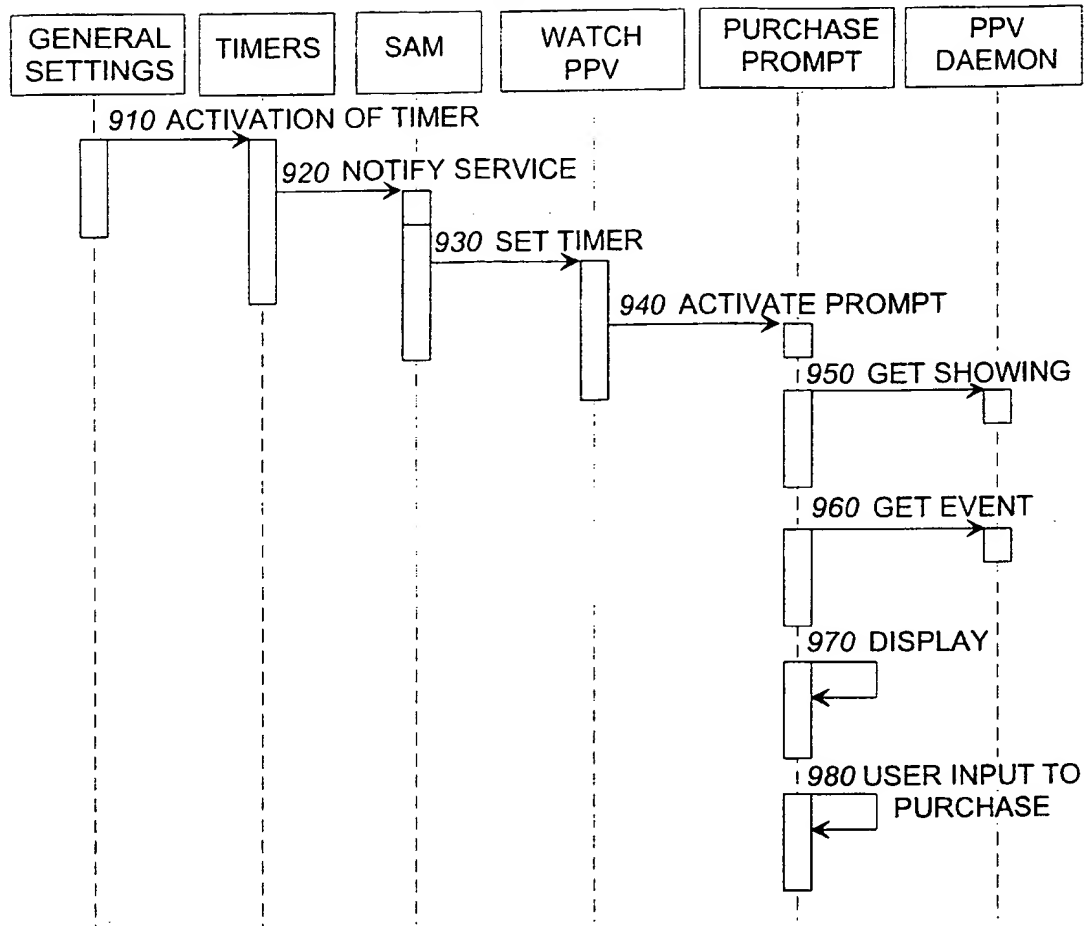 GENERAL
SETTINGS
TIMERS
SAM
WATCH
PPV
PURCHASE
PROMPT
PPV
DAEMON
910 ACTIVATION OF TIMER
920 NOTIFY SERVICE
930 SET TIMER
940 ACTIVATE PROMPT
950 GET SHOWING
960 GET EVENT
970 DISPLAY
980 USER INPUT TO
PURCHASE